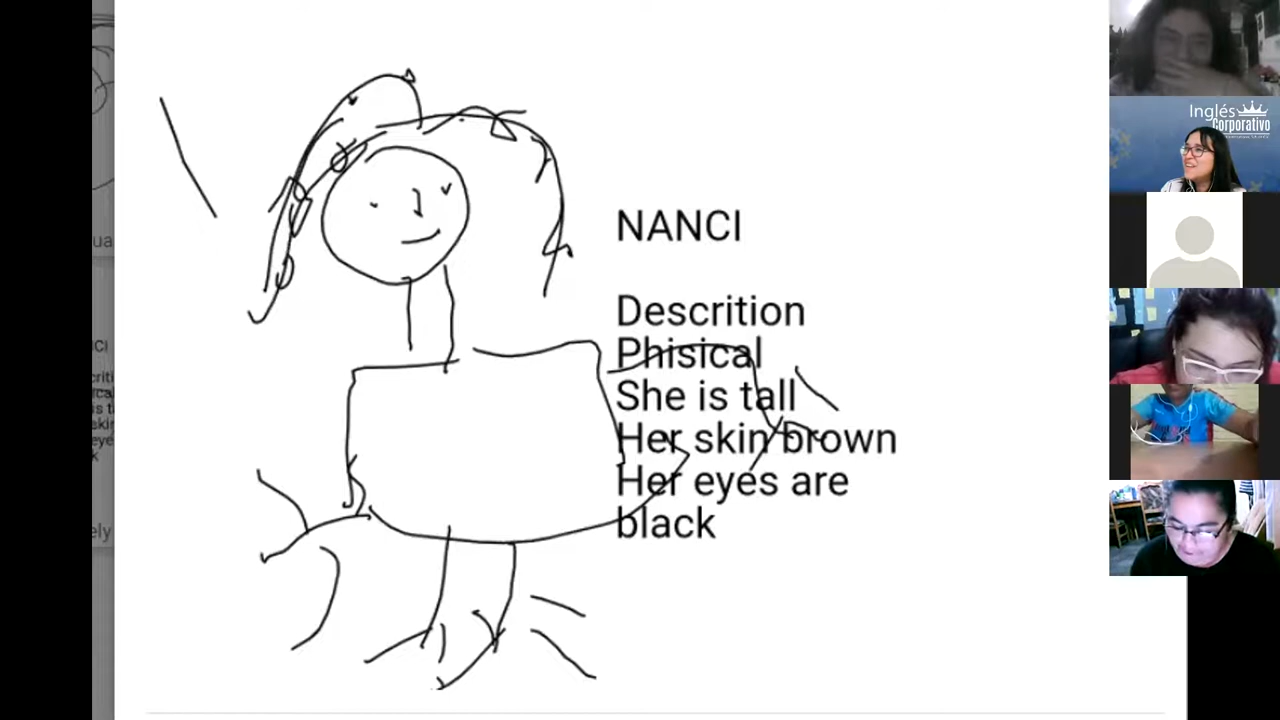 NANCI
Descrition
Phisical
She is tall
Her skin brown
Her eyes are
black
Inglés
Corporativo